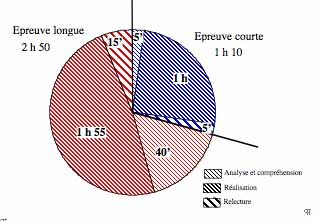 Epreuve longue
2 h 50
Epreuve courte
1 h 10
15'
5'
1 h
5'
1 h 55
40'
Analyse et compréhension
Réalisation
Relecture
¶